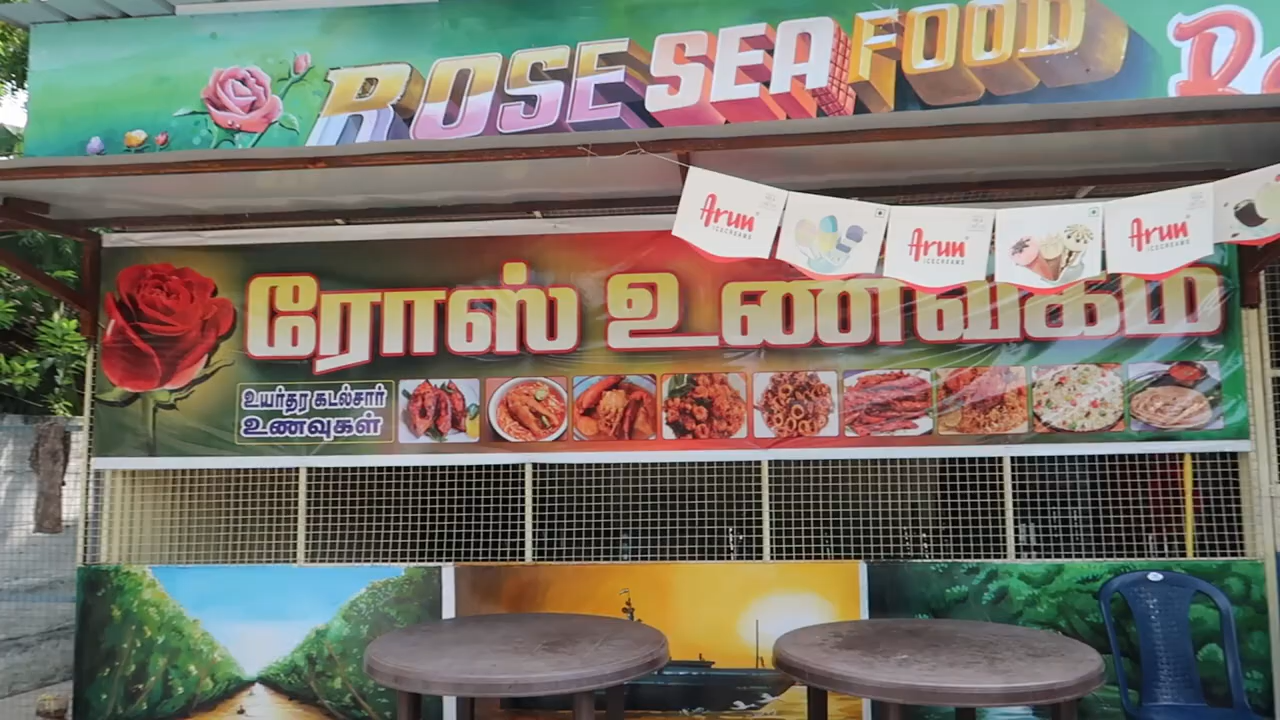 ROSE SEA FOOD
Arun
ICECREAMS
Arun
ICECREAMS
Arun
ICECREAMS
ரோஸ் உணவகம்
உயர்தர கடல்சார்
உணவுகள்